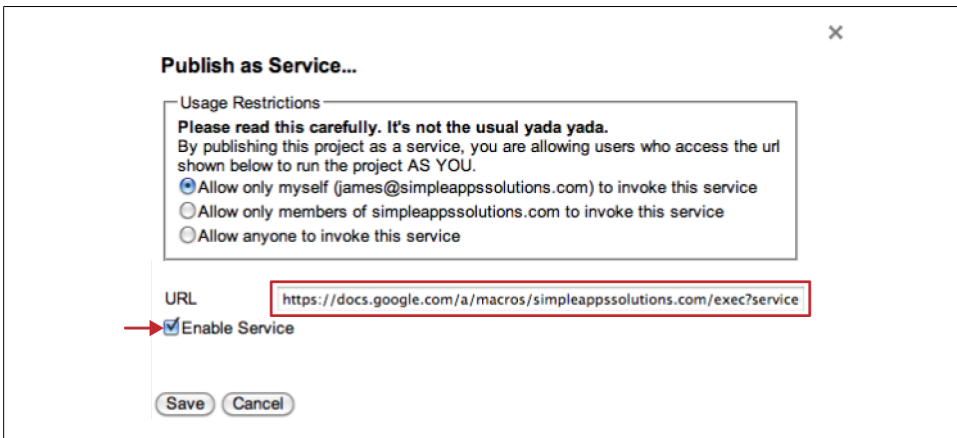 Publish as Service...
Usage Restrictions
Please read this carefully. It's not the usual yada yada.
By publishing this project as a service, you are allowing users who access the url
shown below to run the project AS YOU.
Allow only myself (james@simpleappssolutions.com) to invoke this service
Allow only members of simpleappssolutions.com to invoke this service
Allow anyone to invoke this service
URL https://docs.google.com/a/macros/simpleappssolutions.com/exec?service
Enable Service
Save Cancel